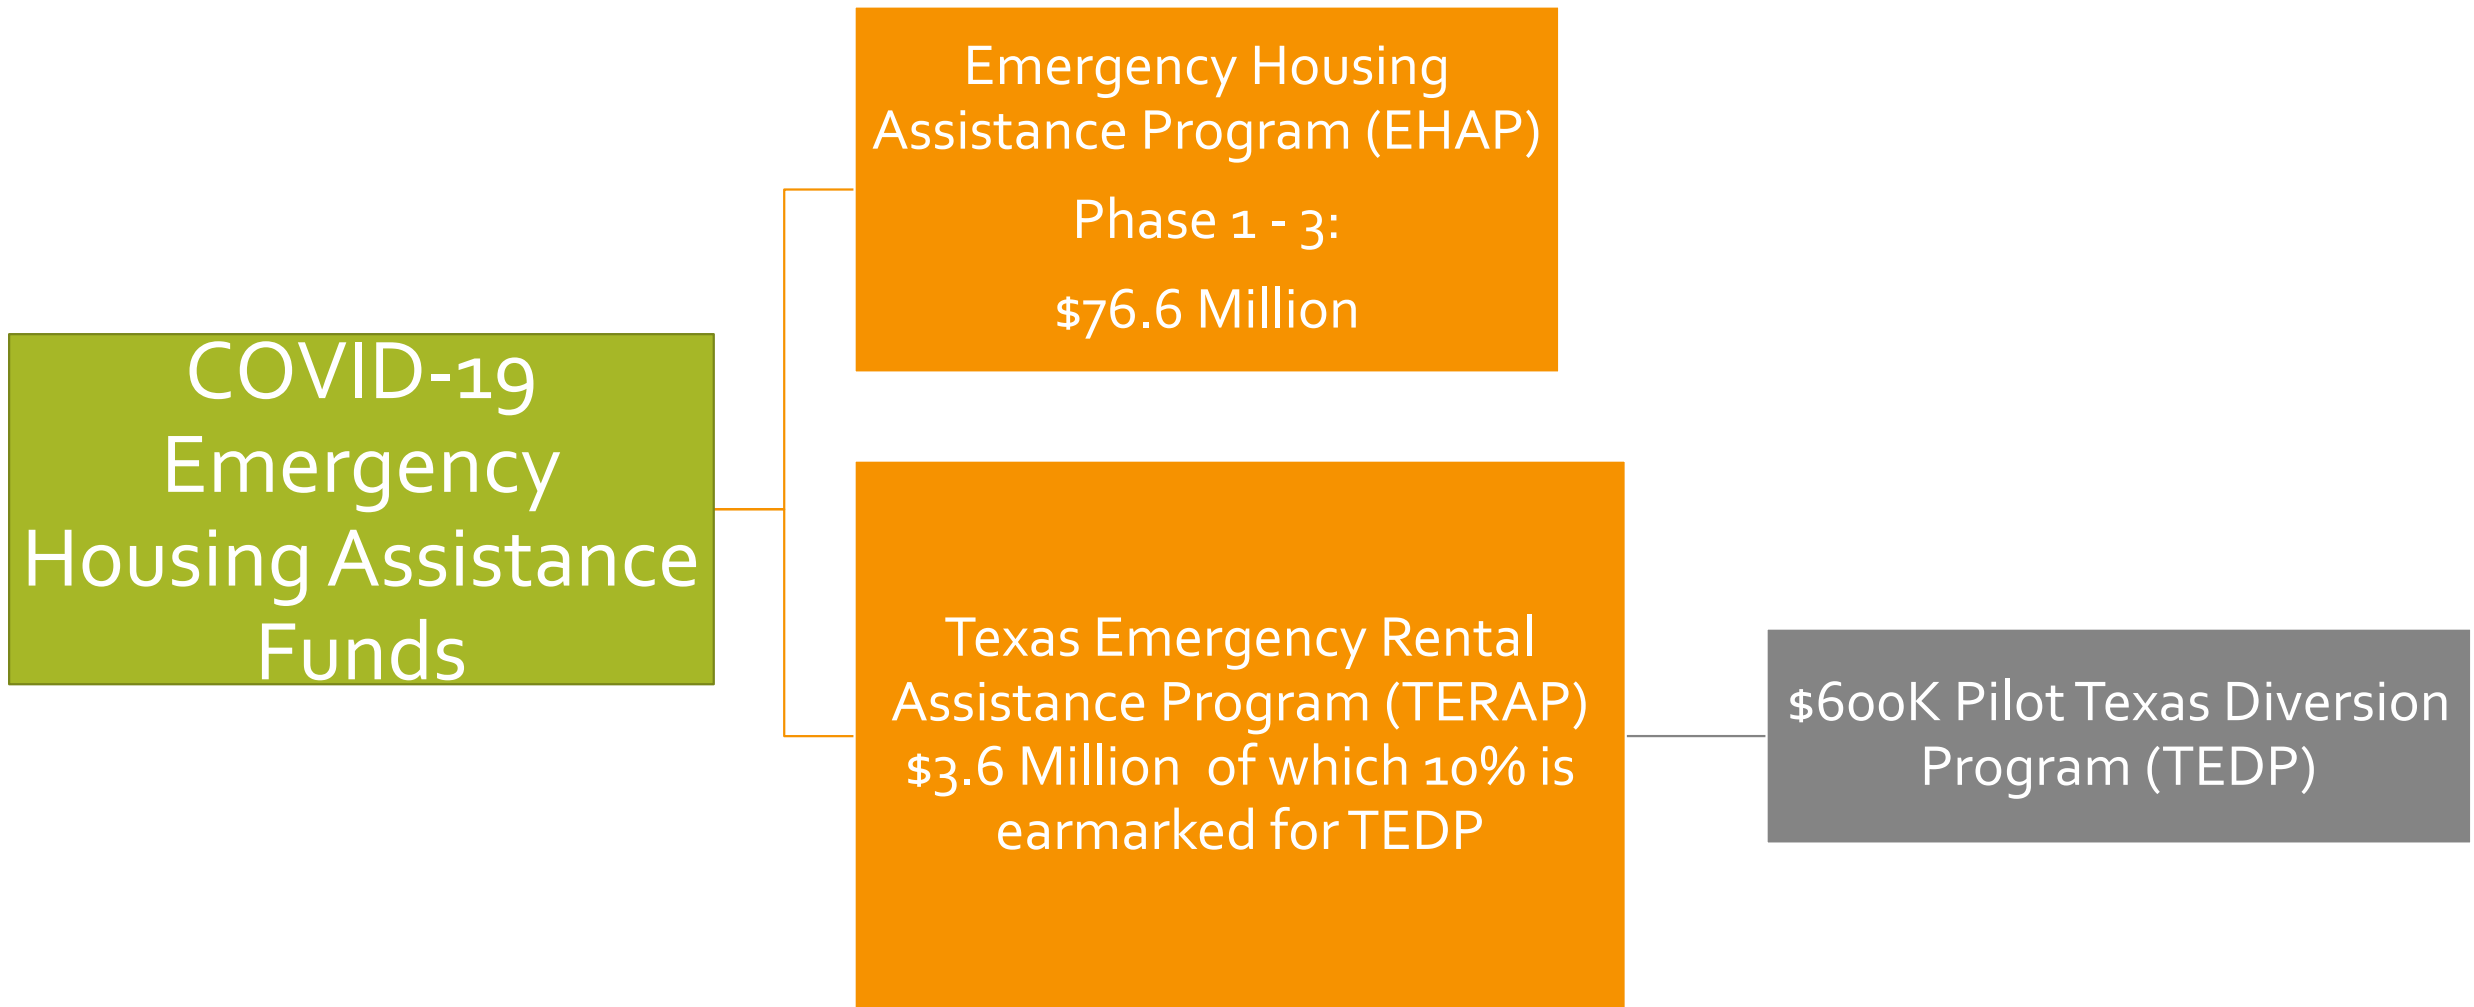 COVID-19
Emergency
Housing Assistance
Funds
Emergency Housing
Assistance Program (EHAP)
Phase 1 - 3:
$76.6 Million
Texas Emergency Rental
Assistance Program (TERAP)
$3.6 Million of which 10% is
earmarked for TEDP
$600K Pilot Texas Diversion
Program (TEDP)